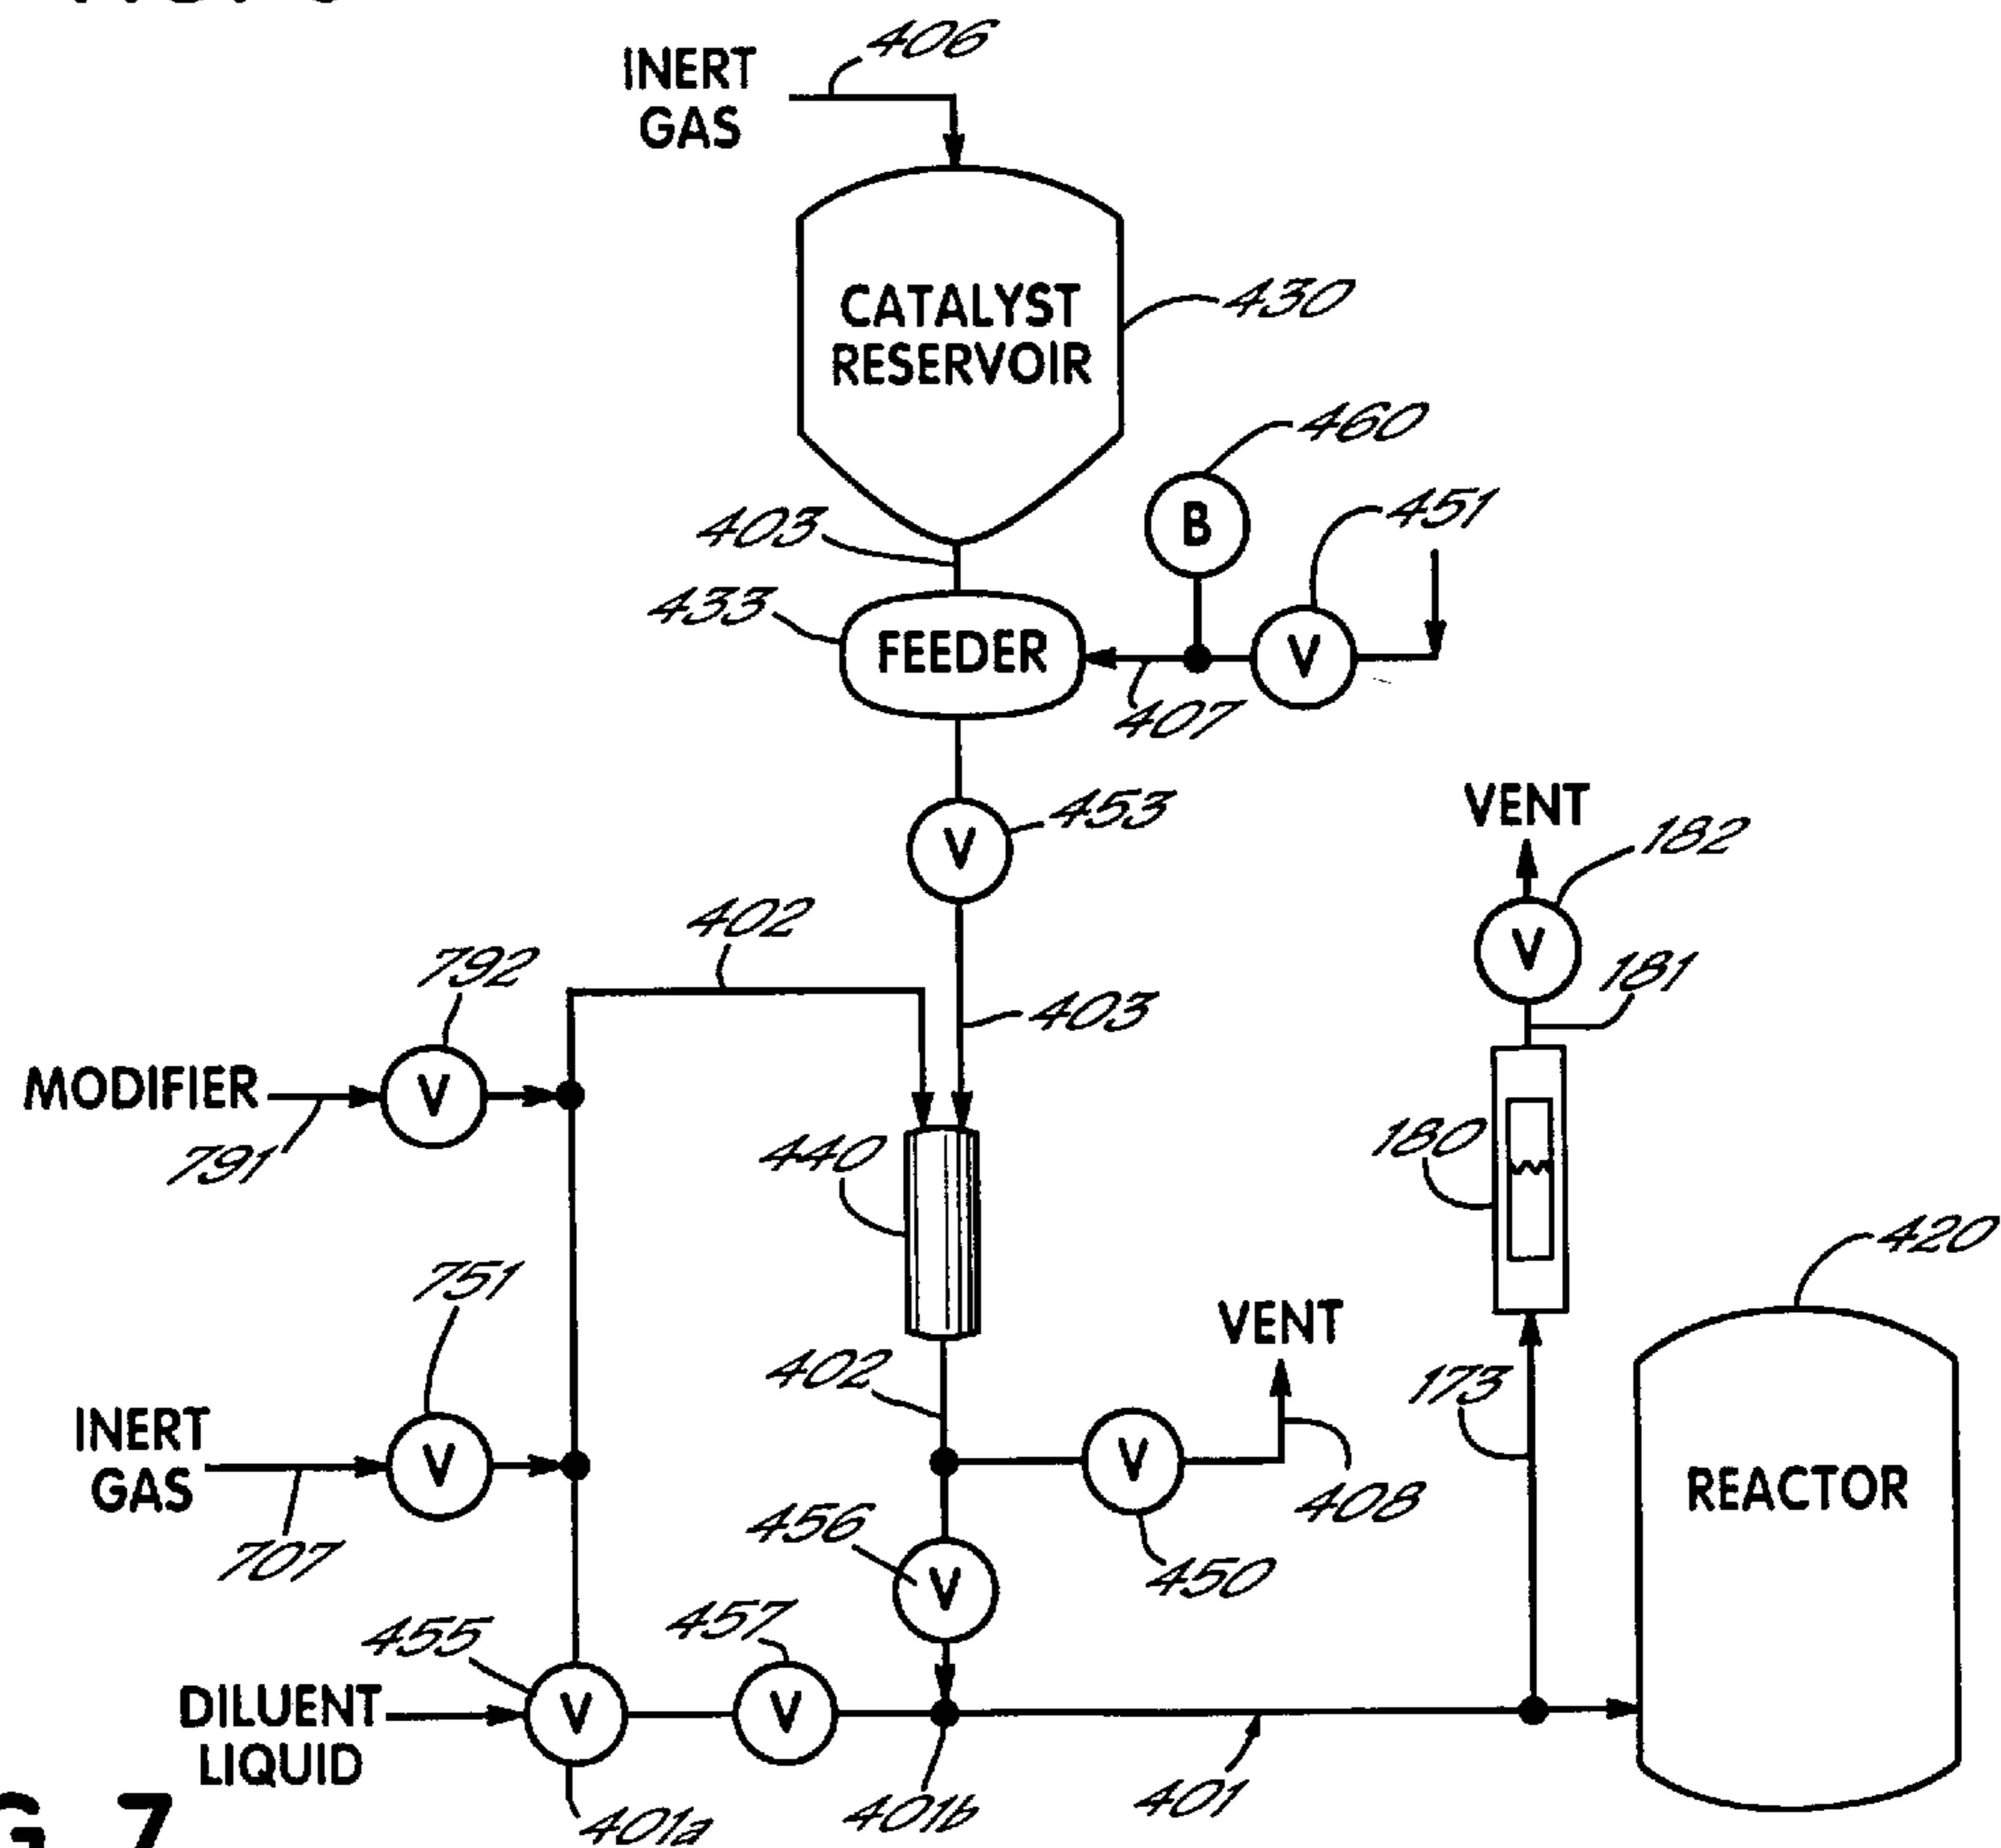 406
INERT
GAS
CATALYST
RESERVOIR
430
460
B
451
403
433
FEEDER
V
407
453
V
VENT
182
V
181
402
792
403
MODIFIER
V
791
440
180
420
751
VENT
402
173
INERT
GAS
V
V
REACTOR
408
707
456
V
450
455
457
DILUENT
LIQUID
V
V
401a
401b
401
G. 7